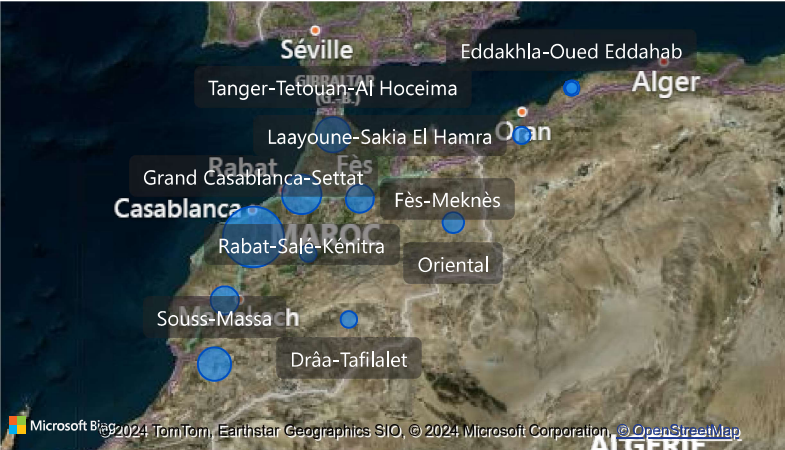 Séville
Eddakhla-Oued Eddahab
GIBRALTAR
(G.-B.)
Alger
Tanger-Tetouan-Al Hoceima
Laayoune-Sakia El Hamra
Oran
Rabat
Fès
Grand Casablanca-Settat
Casablanca
Fès-Meknès
MAROC
Rabat-Salé-Kénitra
Oriental
Souss-Massa
Drâa-Tafilalet
Microsoft Bing
©2024 TomTom, Earthstar Geographics SIO, © 2024 Microsoft Corporation, © OpenStreetMap
ALGÉRIE